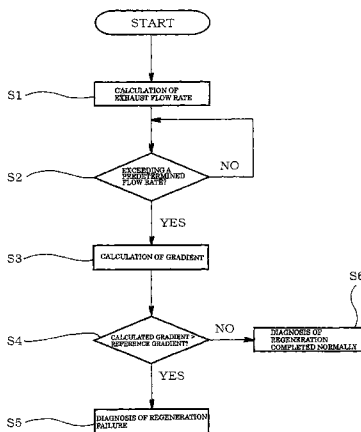 START
S1
CALCULATION OF
EXHAUST FLOW RATE
S2
EXCEEDING A
PREDETERMINED
FLOW RATE?
NO
YES
S3
CALCULATION OF GRADIENT
S6
S4
CALCULATED GRADIENT >
REFERENCE GRADIENT?
NO
DIAGNOSIS OF
REGENERATION
COMPLETED NORMALLY
YES
S5
DIAGNOSIS OF REGENERATION
FAILURE